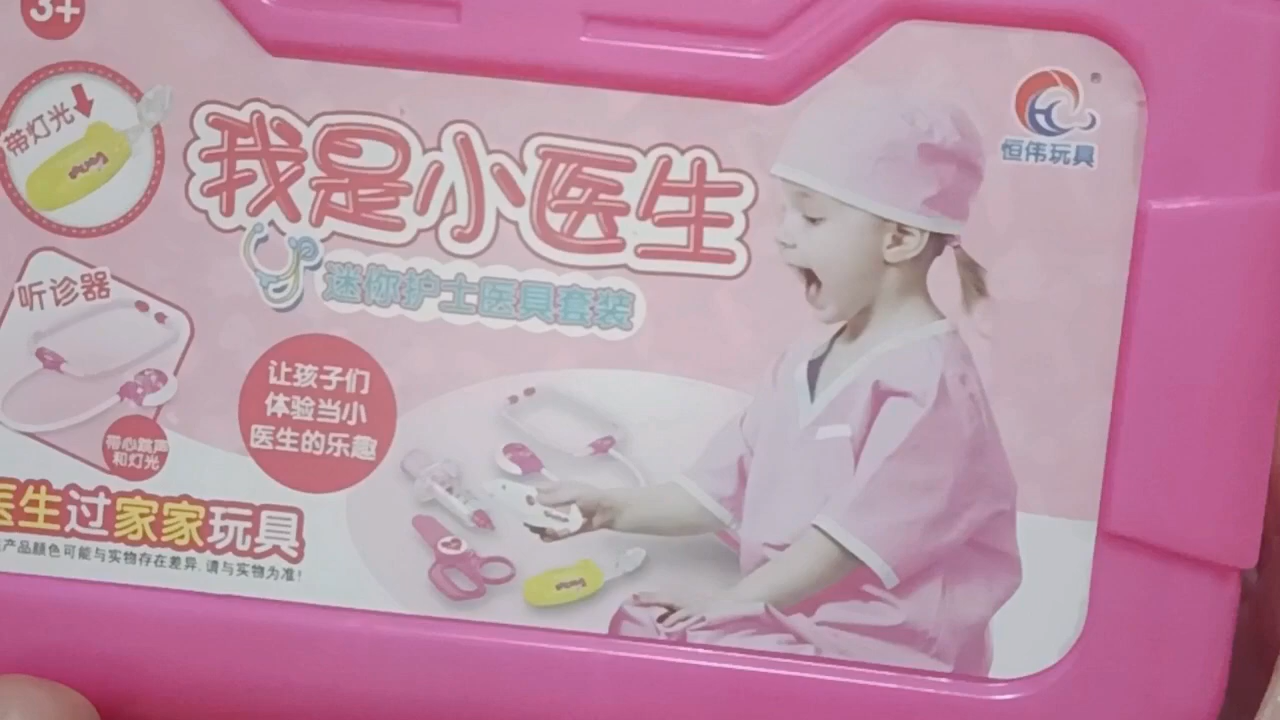 3+
带灯光
我是小医生
迷你护士医具套装
恒伟玩具
听诊器
带心跳声
和灯光
让孩子们
体验当小
医生的乐趣
医生过家家玩具
产品颜色可能与实物存在差异,请与实物为准!